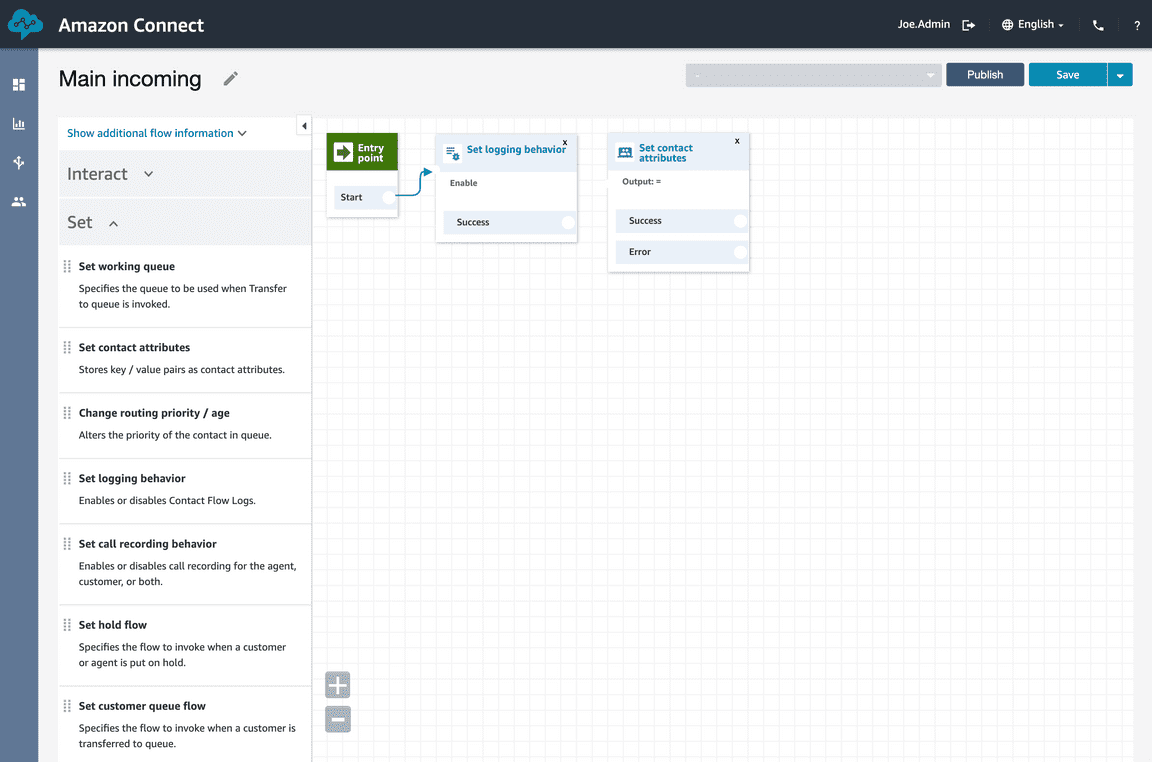 Amazon Connect
Joe.Admin
English
?
Main incoming
Publish
Save
Show additional flow information
Interact
Set
Set working queue
Specifies the queue to be used when Transfer
to queue is invoked.
Set contact attributes
Stores key / value pairs as contact attributes.
Change routing priority / age
Alters the priority of the contact in queue.
Set logging behavior
Enables or disables Contact Flow Logs.
Set call recording behavior
Enables or disables call recording for the agent,
customer, or both.
Set hold flow
Specifies the flow to invoke when a customer
or agent is put on hold.
Set customer queue flow
Specifies the flow to invoke when a customer is
transferred to queue.
Entry
point
Start
x
Set logging behavior
Enable
Success
x
Set contact
attributes
Output: =
Success
Error